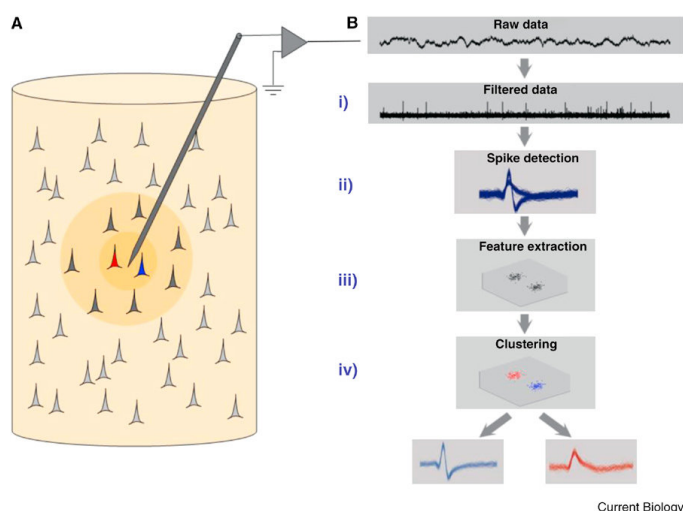 A
B
Raw data
i)
Filtered data
ii)
Spike detection
Feature extraction
iii)
Clustering
iv)
Current Biology